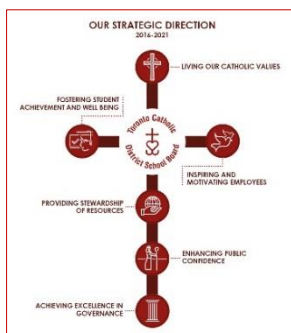 OUR STRATEGIC DIRECTION
2016-2021
LIVING OUR CATHOLIC VALUES
FOSTERING STUDENT
ACHIEVEMENT AND WELL BEING
Toronto Catholic
District School Board
INSPIRING AND
MOTIVATING EMPLOYEES
PROVIDING STEWARDSHIP
OF RESOURCES
ENHANCING PUBLIC
CONFIDENCE
ACHIEVING EXCELLENCE IN
GOVERNANCE